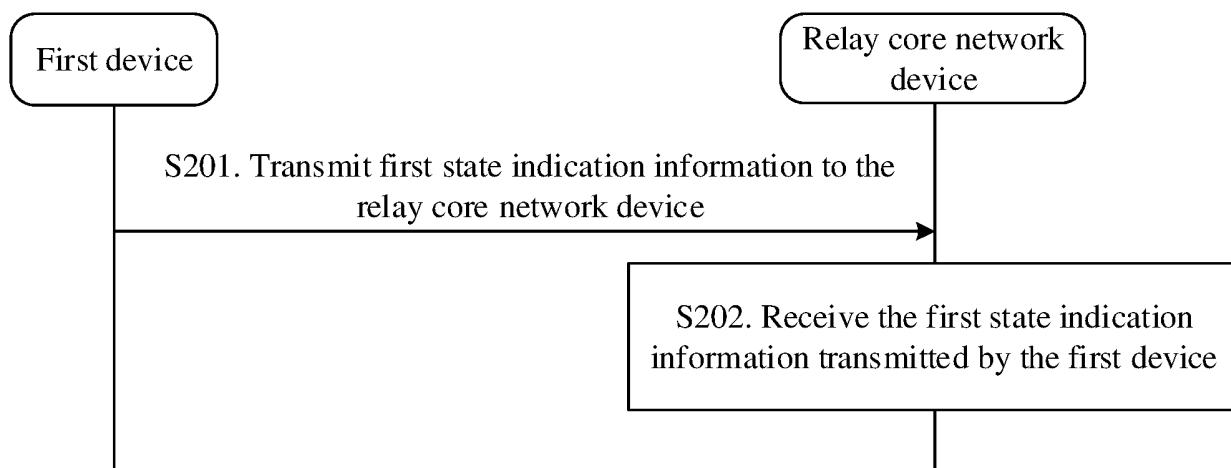 First device
Relay core network
device
S201. Transmit first state indication information to the
relay core network device
S202. Receive the first state indication
information transmitted by the first device